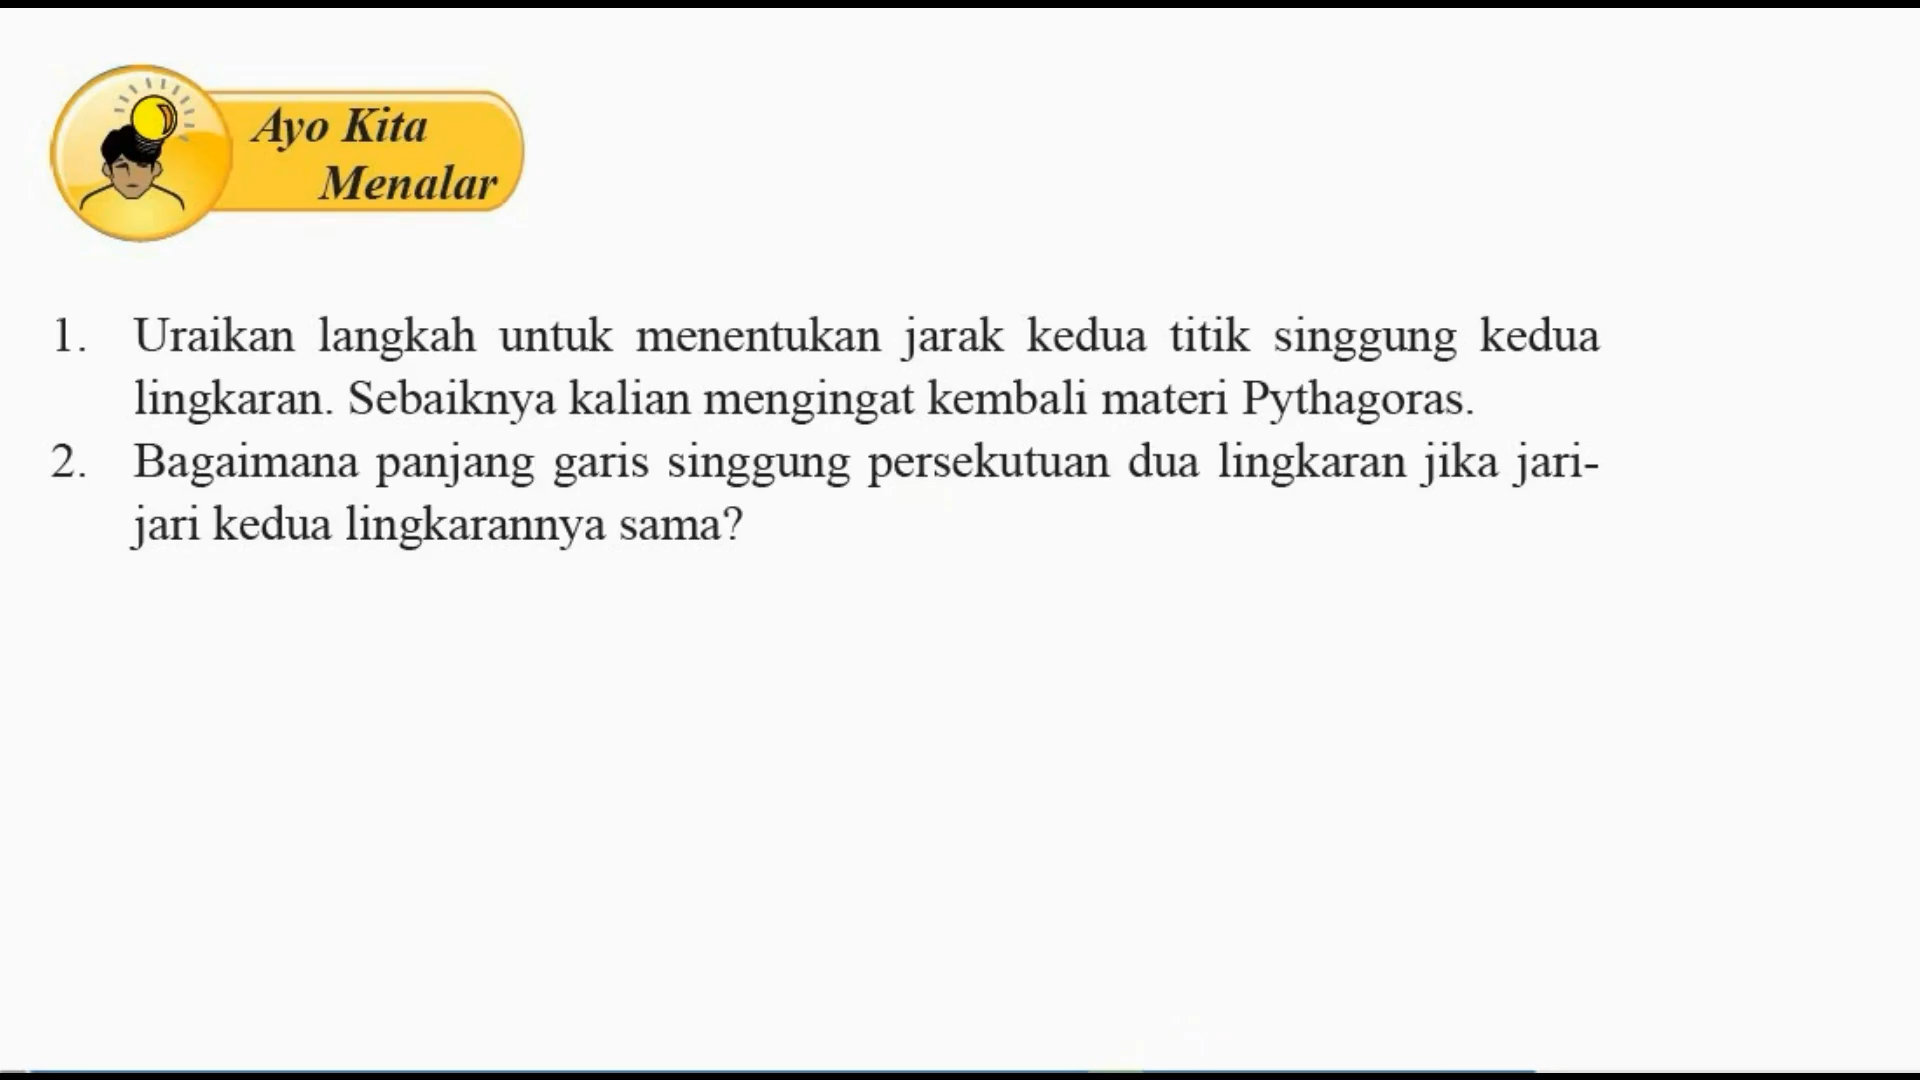 Ayo Kita
Menalar
1. Uraikan langkah untuk menentukan jarak kedua titik singgung kedua
lingkaran. Sebaiknya kalian mengingat kembali materi Pythagoras.
2. Bagaimana panjang garis singgung persekutuan dua lingkaran jika jari-
jari kedua lingkarannya sama?